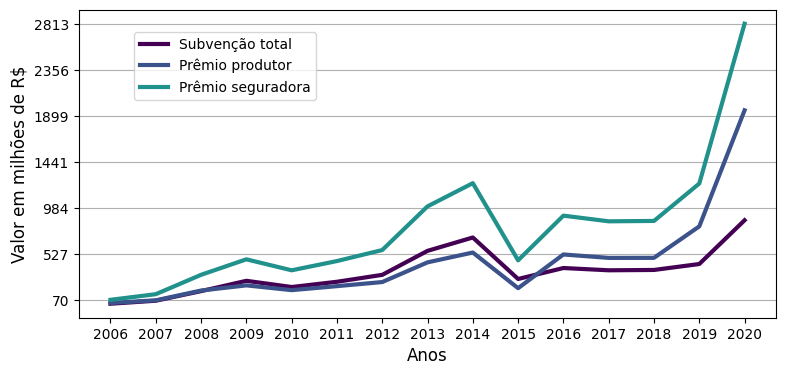 Valor em milhões de R$
2813
2356
1899
1441
984
527
70
Subvenção total
Prêmio produtor
Prêmio seguradora
2006 2007 2008 2009 2010 2011 2012 2013 2014 2015 2016 2017 2018 2019 2020
Anos